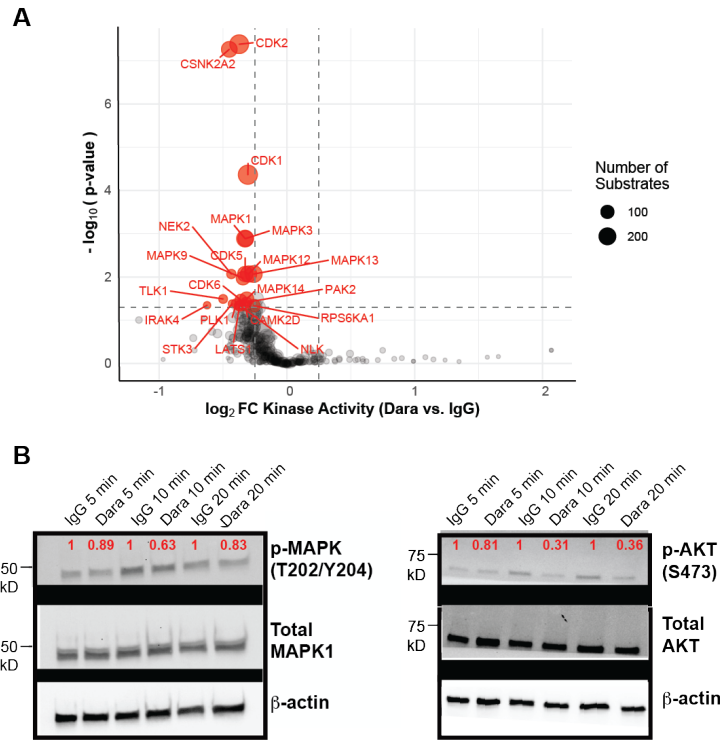 A
CDK2
CSNK2A2
6
CDK1
4
MAPK1
MAPK3
NEK2
CDK5
MAPK12
MAPK9
MAPK13
2
TLK1
CDK6
MAPK14
PAK2
IRAK4
PLK1
CAMK2D
RPS6KA1
STK3
LATS1
NLK
0
-1
0
1
2
- log10 ( p-value )
log2 FC Kinase Activity (Dara vs. IgG)
Number of
Substrates
100
200
B
IgG 5 min
Dara 5 min
IgG 10 min
Dara 10 min
IgG 20 min
Dara 20 min
1 0.89 1 0.63 1 0.83
50
kD
p-MAPK
(T202/Y204)
50
kD
Total
MAPK1
β-actin
IgG 5 min
Dara 5 min
IgG 10 min
Dara 10 min
IgG 20 min
Dara 20 min
1 0.81 1 0.31 1 0.36
75
kD
p-AKT
(S473)
75
kD
Total
AKT
β-actin